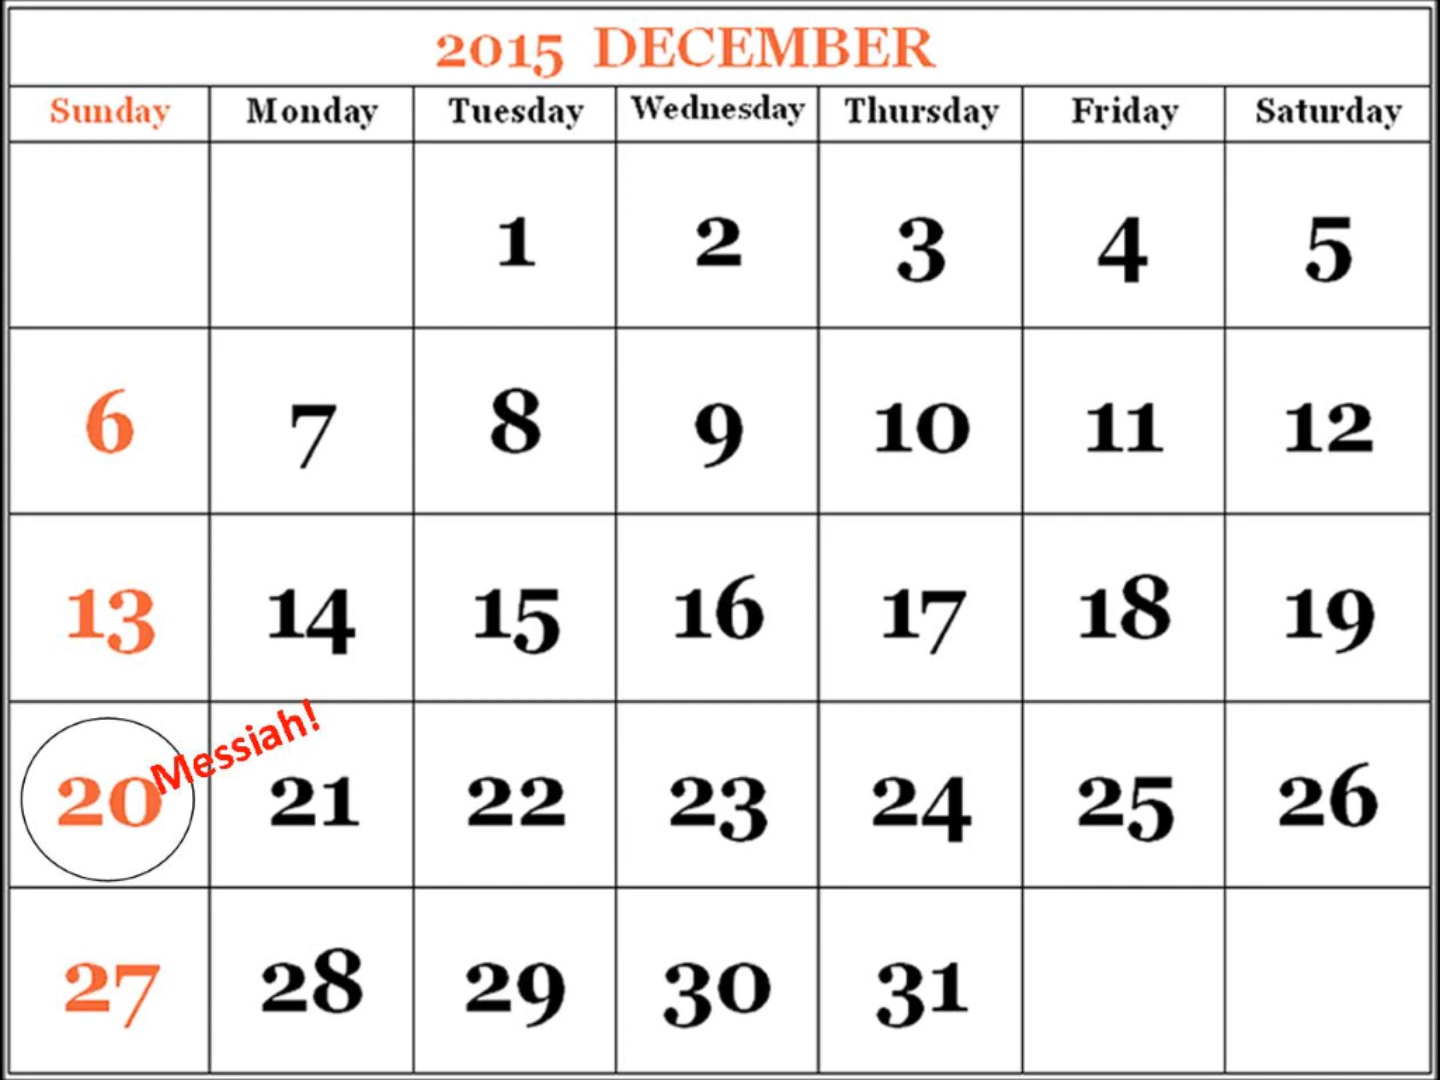 2015 DECEMBER
Sunday Monday Tuesday Wednesday Thursday Friday Saturday
1 2 3 4 5
6 7 8 9 10 11 12
13 14 15 16 17 18 19
Messiah!
20 21 22 23 24 25 26
27 28 29 30 31